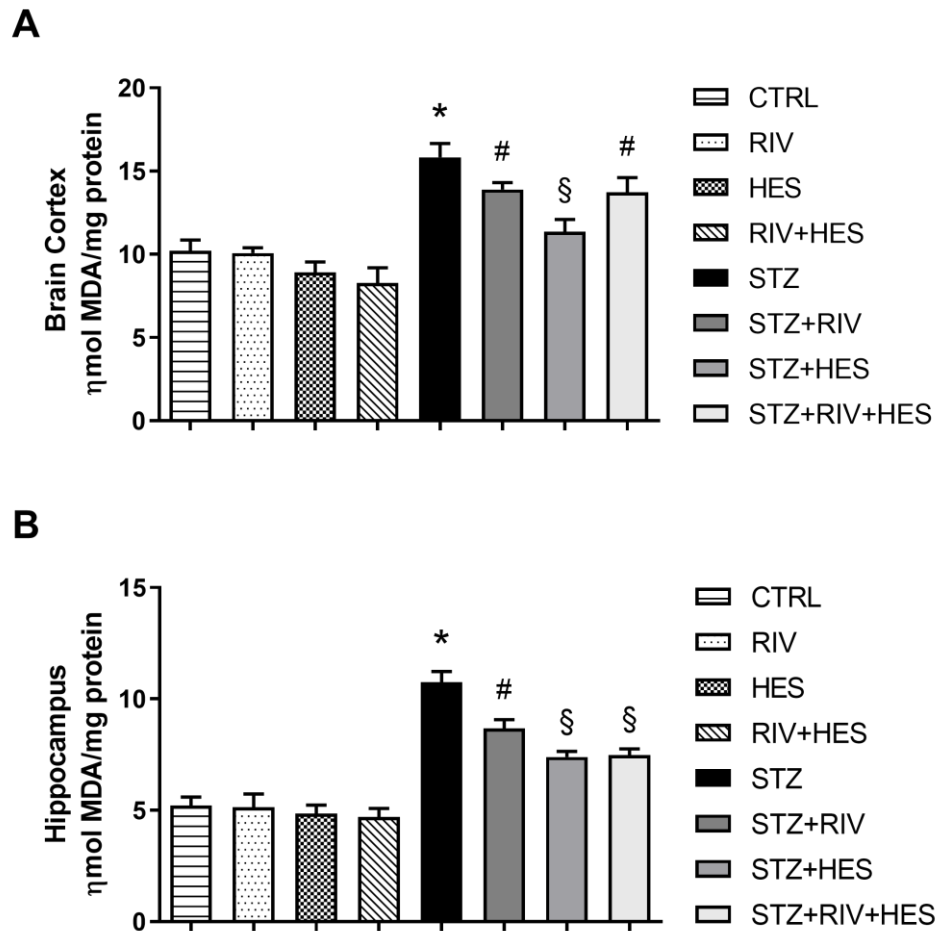 A
Brain Cortex
ηmol MDA/mg protein
20
15
10
5
0
*
#
§
#
CTRL
RIV
HES
RIV+HES
STZ
STZ+RIV
STZ+HES
STZ+RIV+HES
B
Hippocampus
ηmol MDA/mg protein
15
10
5
0
*
#
§
§
CTRL
RIV
HES
RIV+HES
STZ
STZ+RIV
STZ+HES
STZ+RIV+HES